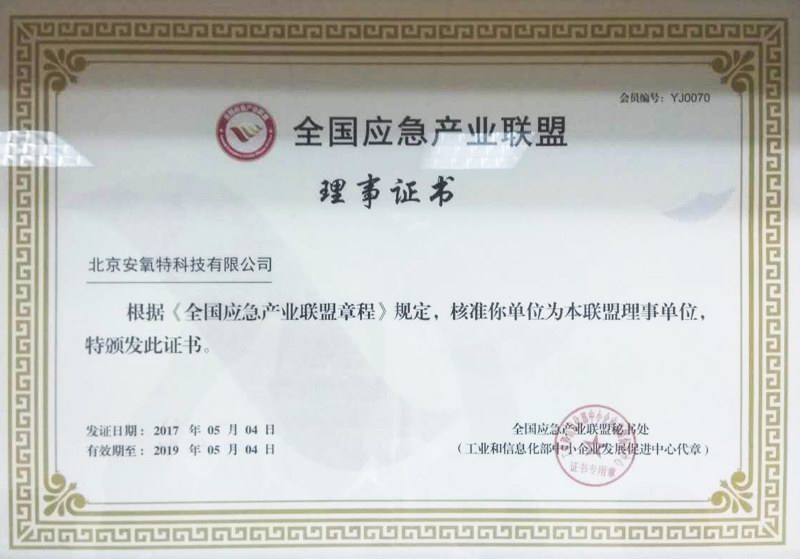 会员编号：YJ0070
全国应急产业联盟
理事证书
北京安氧特科技有限公司
根据《全国应急产业联盟章程》规定，核准你单位为本联盟理事单位，
特颁发此证书。
发证日期：2017 年 05 月 04 日
有效期至：2019 年 05 月 04 日
全国应急产业联盟秘书处
（工业和信息化部中小企业发展促进中心代章）
证书专用章